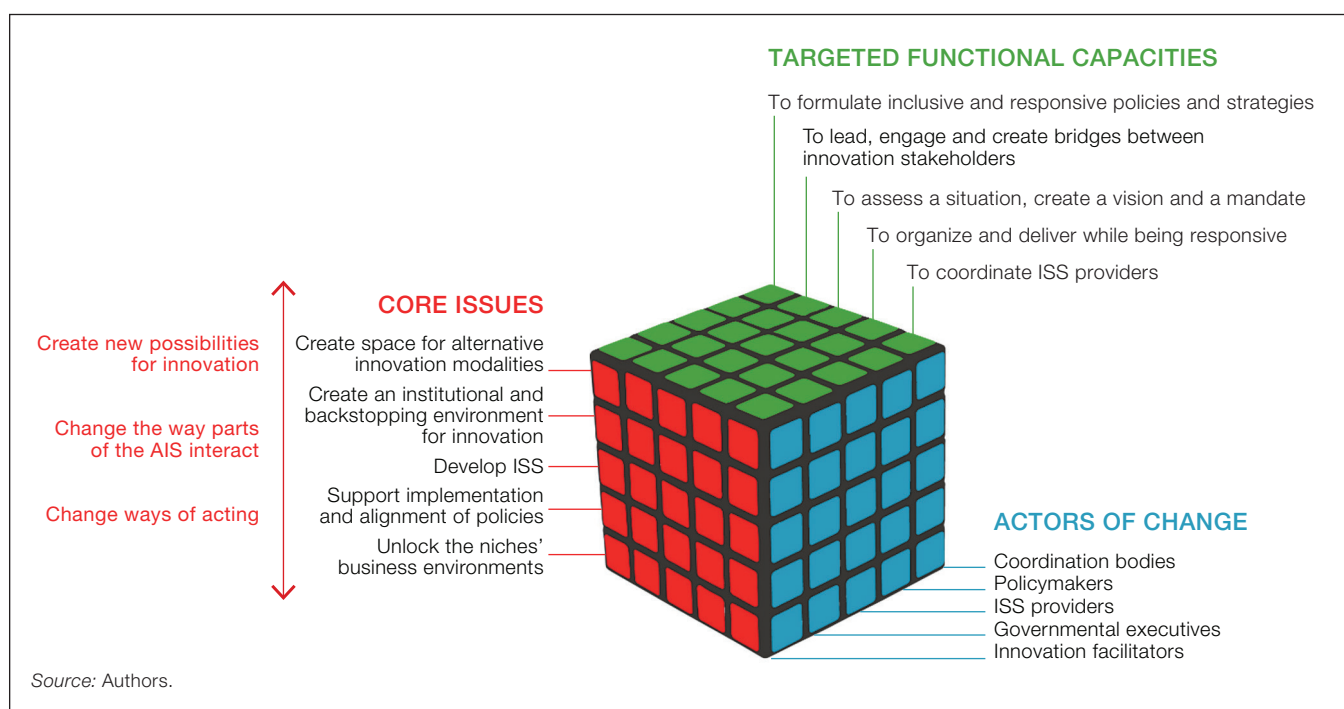 TARGETED FUNCTIONAL CAPACITIES
To formulate inclusive and responsive policies and strategies
To lead, engage and create bridges between
innovation stakeholders
To assess a situation, create a vision and a mandate
To organize and deliver while being responsive
To coordinate ISS providers
Create new possibilities
for innovation
Change the way parts
of the AIS interact
Change ways of acting
CORE ISSUES
Create space for alternative
innovation modalities
Create an institutional and
backstopping environment
for innovation
Develop ISS
Support implementation
and alignment of policies
Unlock the niches’
business environments
ACTORS OF CHANGE
Coordination bodies
Policymakers
ISS providers
Governmental executives
Innovation facilitators
Source: Authors.